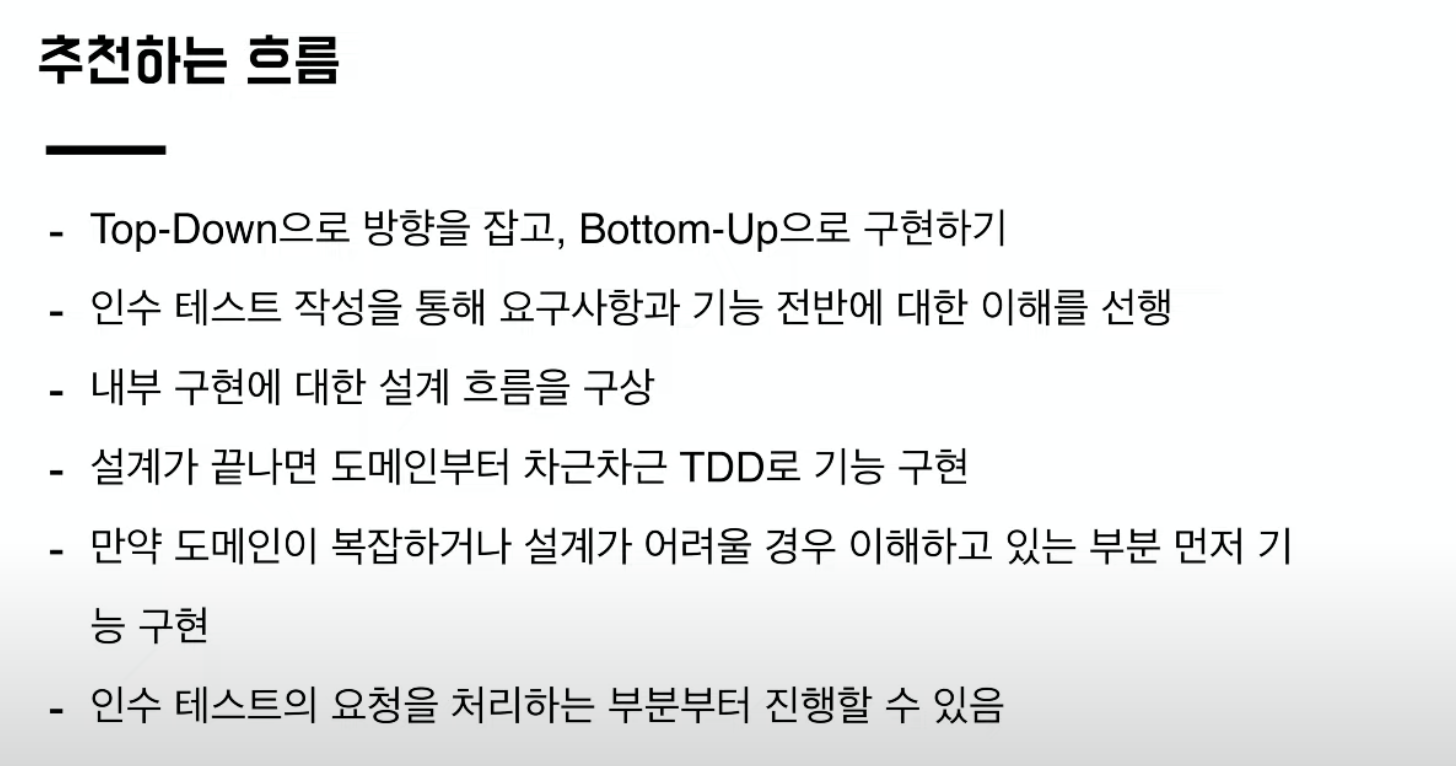 추천하는 흐름
- Top-Down으로 방향을 잡고, Bottom-Up으로 구현하기
- 인수 테스트 작성을 통해 요구사항과 기능 전반에 대한 이해를 선행
- 내부 구현에 대한 설계 흐름을 구상
- 설계가 끝나면 도메인부터 차근차근 TDD로 기능 구현
- 만약 도메인이 복잡하거나 설계가 어려울 경우 이해하고 있는 부분 먼저 기
능 구현
- 인수 테스트의 요청을 처리하는 부분부터 진행할 수 있음